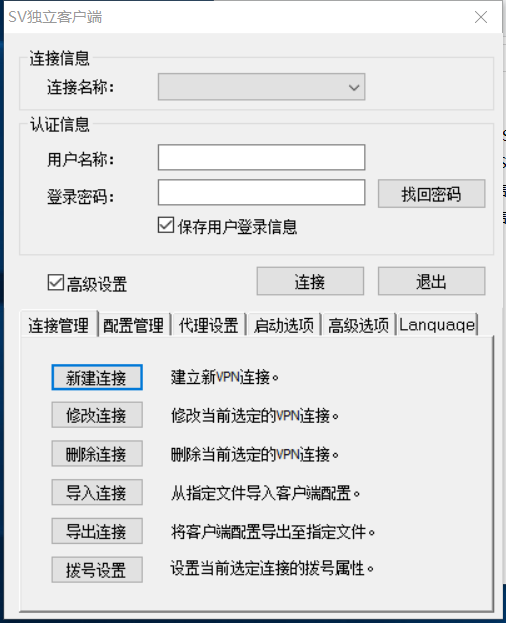 SV独立客户端
连接信息
连接名称：
认证信息
用户名称：
登录密码：
找回密码
保存用户登录信息
高级设置 连接 退出
连接管理 配置管理 代理设置 启动选项 高级选项 Language
新建连接 建立新VPN连接。
修改连接 修改当前选定的VPN连接。
删除连接 删除当前选定的VPN连接。
导入连接 从指定文件导入客户端配置。
导出连接 将客户端配置导出至指定文件。
拨号设置 设置当前选定连接的拨号属性。